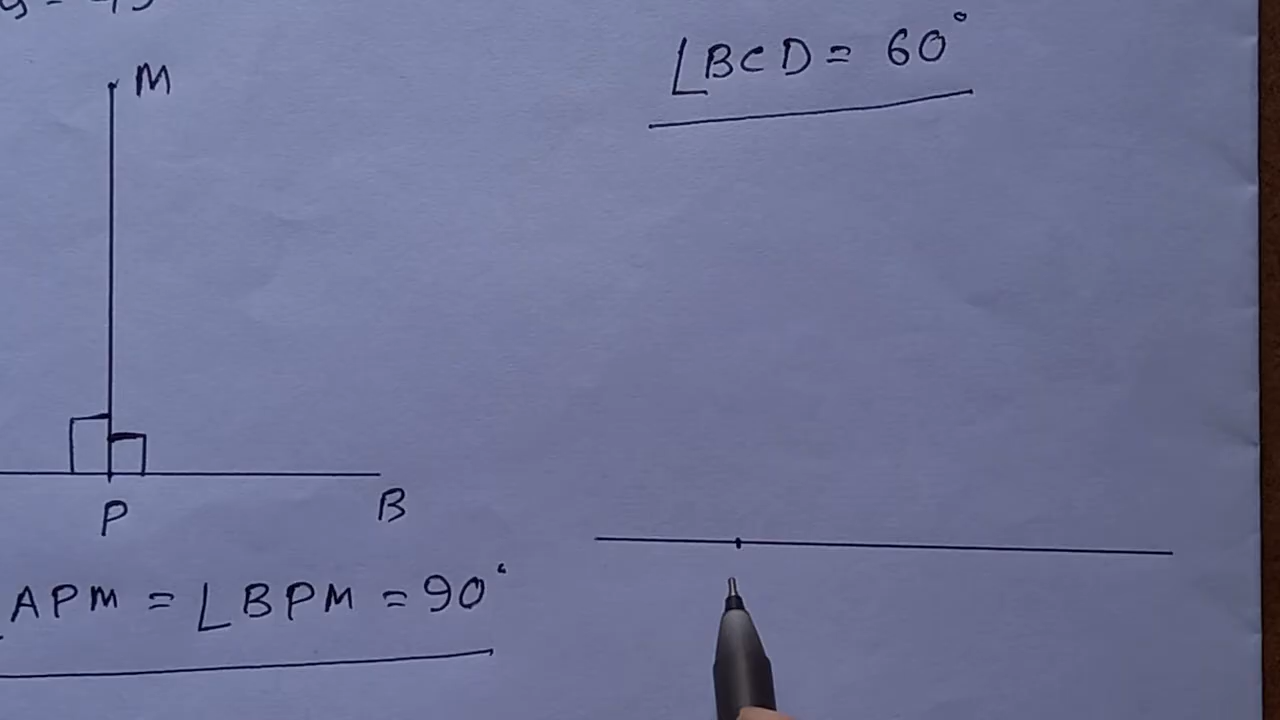 M
P
B
APM = ∠BPM = 90°
∠BCD = 60°